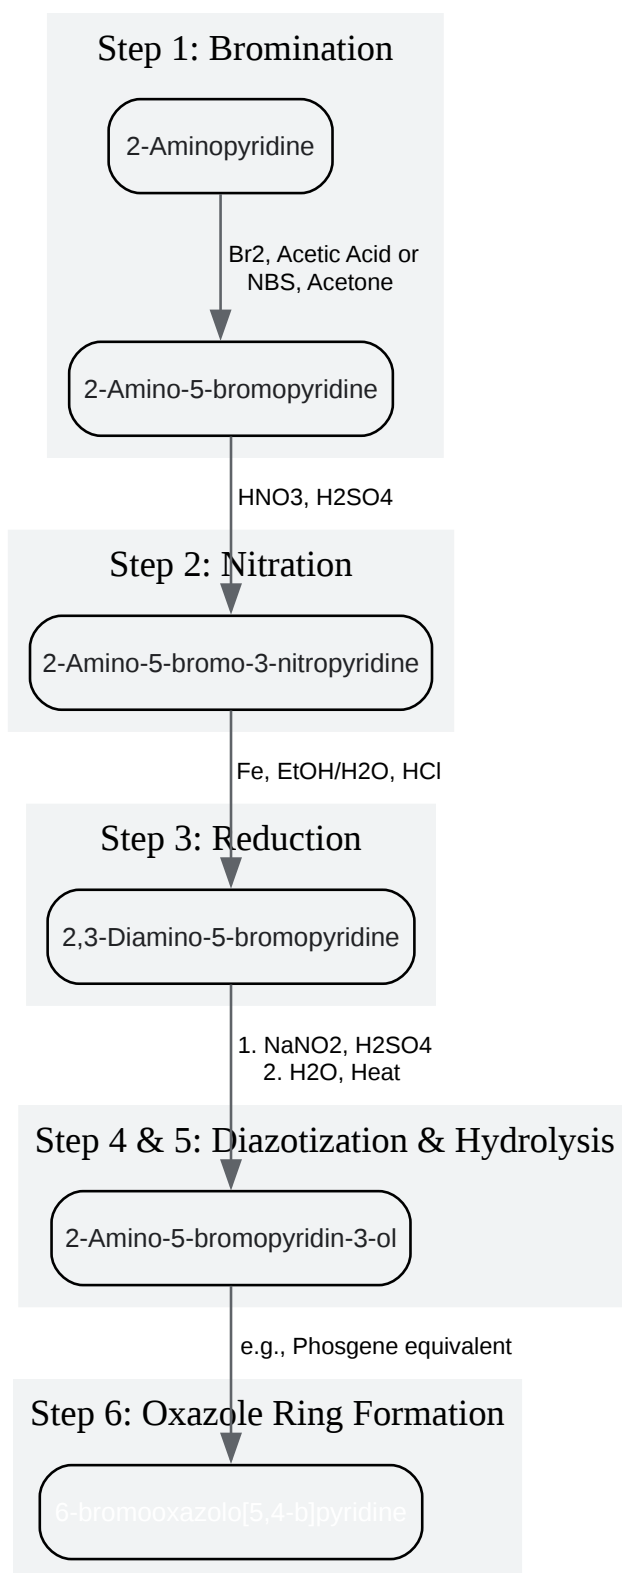 Step 1: Bromination
2-Aminopyridine
Br2, Acetic Acid or
NBS, Acetone
2-Amino-5-bromopyridine
HNO3, H2SO4
Step 2: Nitration
2-Amino-5-bromo-3-nitropyridine
Fe, EtOH/H2O, HCl
Step 3: Reduction
2,3-Diamino-5-bromopyridine
1. NaNO2, H2SO4
2. H2O, Heat
Step 4 & 5: Diazotization & Hydrolysis
2-Amino-5-bromopyridin-3-ol
e.g., Phosgene equivalent
Step 6: Oxazole Ring Formation
6-bromooxazolo[5,4-b]pyridine